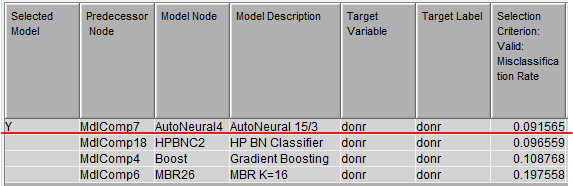 Selected Model Predecessor Node Model Node Model Description Target Variable Target Label Selection Criterion: Valid: Misclassifica tion Rate
Y MdlComp7 AutoNeural4 AutoNeural 15/3 donr donr 0.091565
MdlComp18 HPBNC2 HP BN Classifier donr donr 0.096559
MdlComp4 Boost Gradient Boosting donr donr 0.108768
MdlComp6 MBR26 MBR K=16 donr donr 0.197558